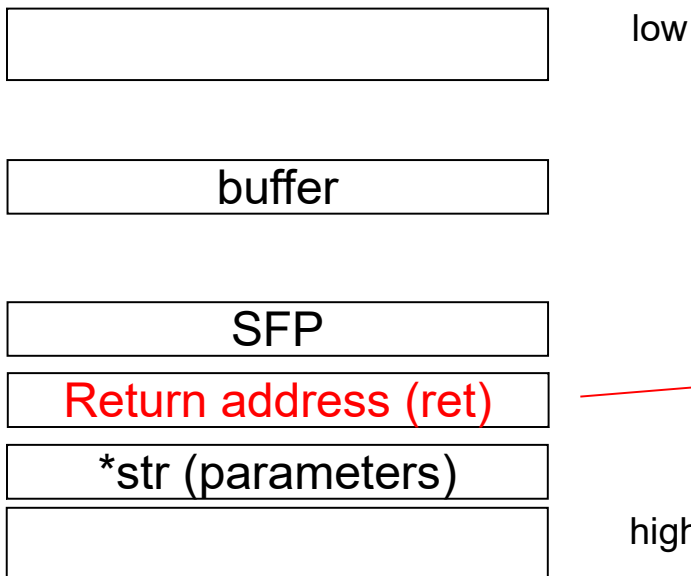 low
buffer
SFP
Return address (ret)
*str (parameters)
high